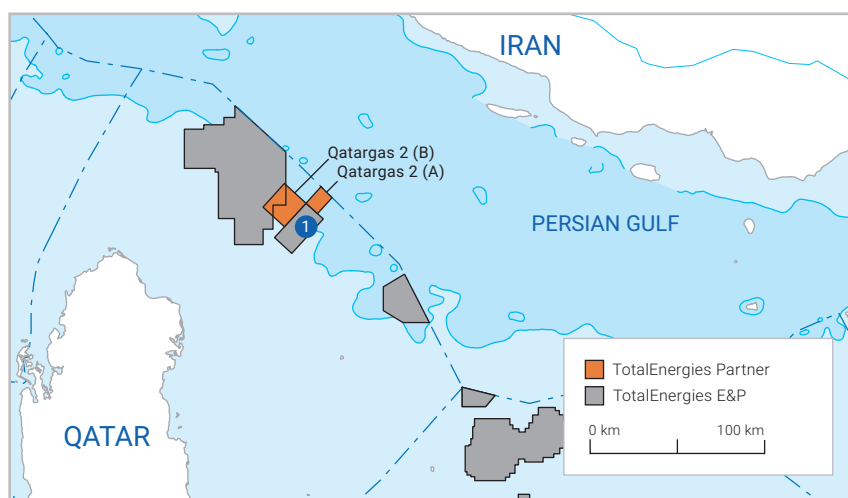 IRAN
Qatargas 2 (B)
Qatargas 2 (A)
1
PERSIAN GULF
QATAR
TotalEnergies Partner
TotalEnergies E&P
0 km 100 km